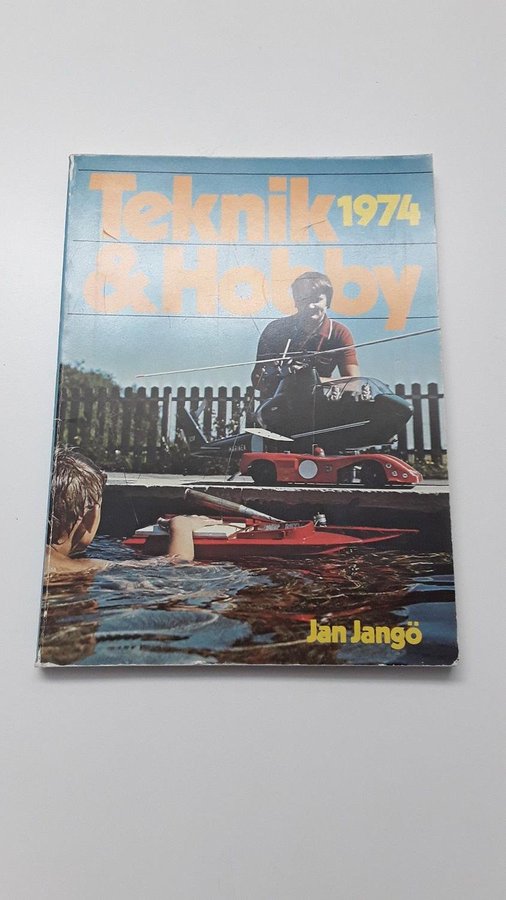 Teknik 1974
& Hobby
Jan Jangö